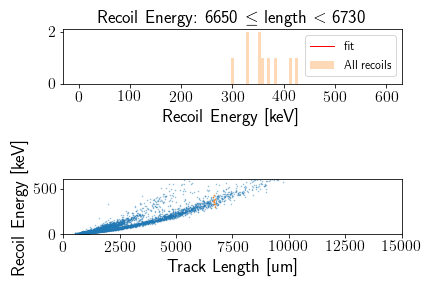 Recoil Energy: 6650 ≤ length < 6730
2
0
fit
All recoils
0 100 200 300 400 500 600
Recoil Energy [keV]
Recoil Energy [keV]
500
0
0 2500 5000 7500 10000 12500 15000
Track Length [um]